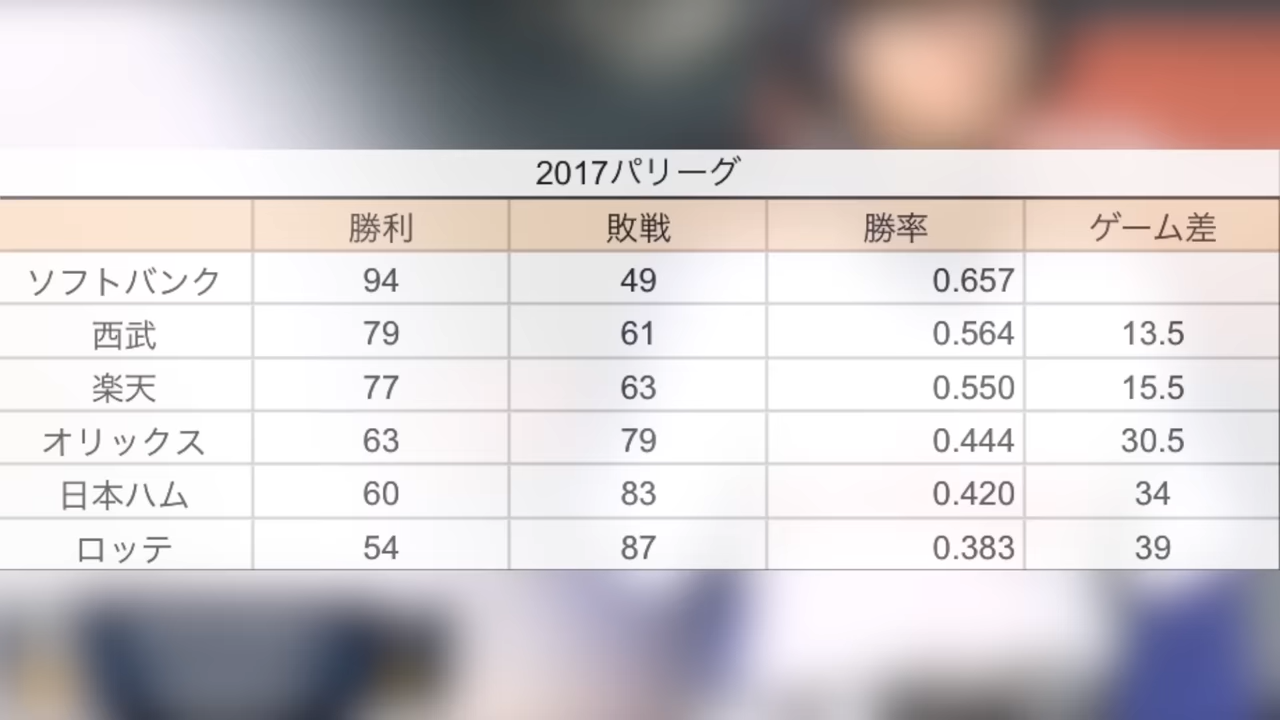 2017パリーグ
勝利 敗戦 勝率 ゲーム差
ソフトバンク 94 49 0.657
西武 79 61 0.564 13.5
楽天 77 63 0.550 15.5
オリックス 63 79 0.444 30.5
日本ハム 60 83 0.420 34
ロッテ 54 87 0.383 39